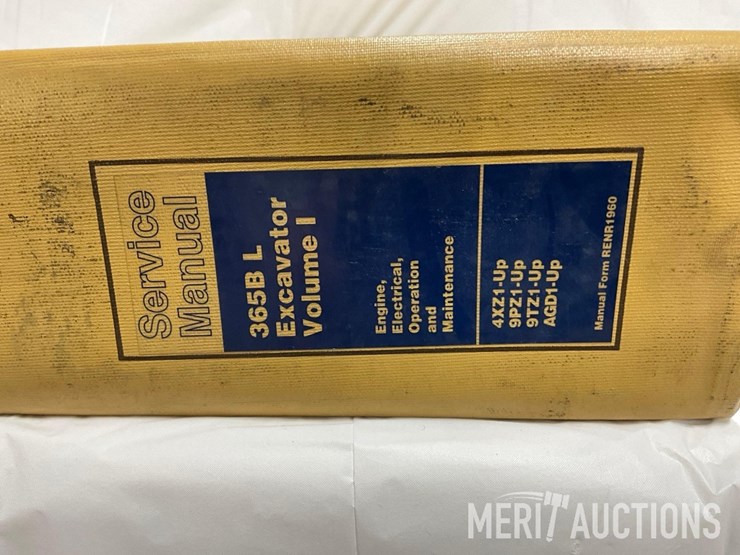 Service
Manual
365B L
Excavator
Volume I
Engine,
Electrical,
Operation
and
Maintenance
4XZ1-Up
9PZ1-Up
9TZ1-Up
AGD1-Up
Manual Form RENR1960
MERIT AUCTIONS